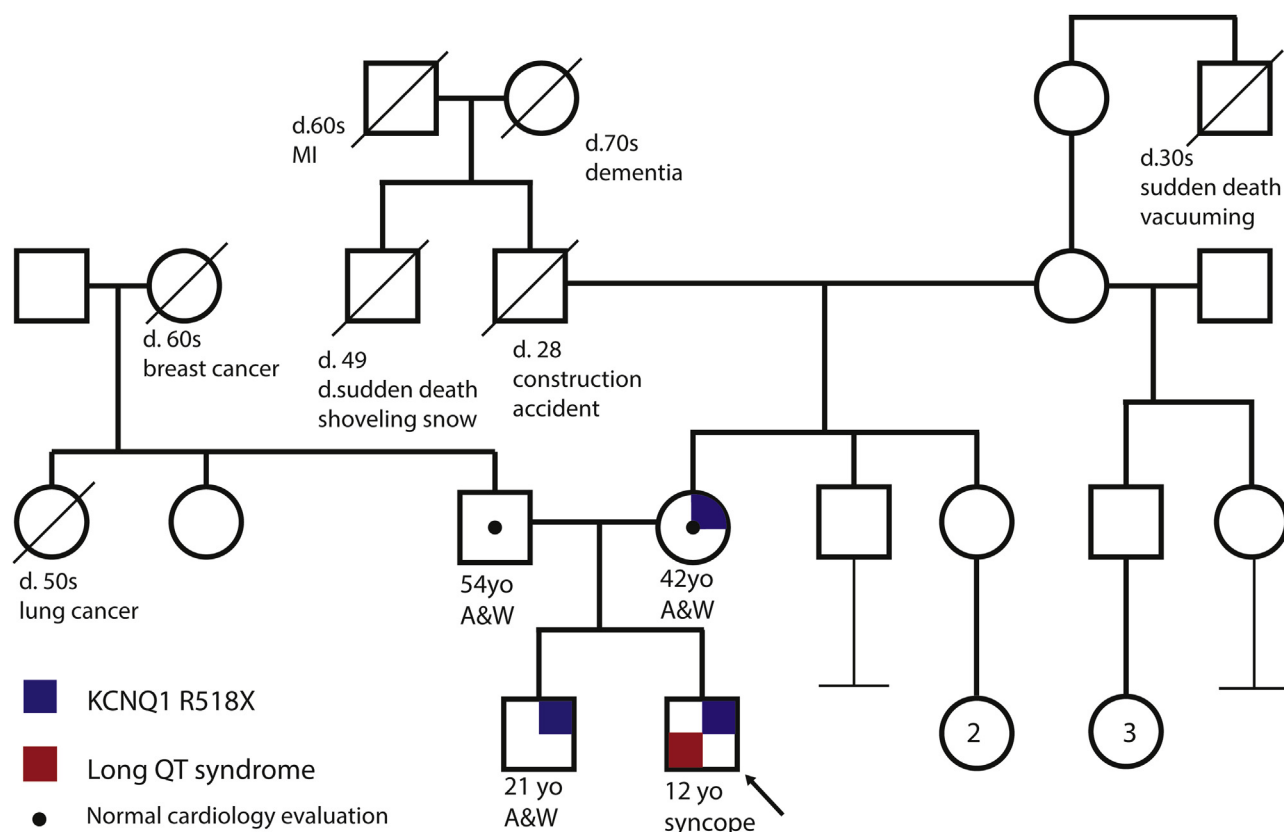 d.60s
MI
d.70s
dementia
d.30s
sudden death
vacuuming
d. 60s
breast cancer
d. 49
d.sudden death
shoveling snow
d. 28
construction
accident
d. 50s
lung cancer
54yo
A&W
42yo
A&W
KCNQ1 R518X
Long QT syndrome
Normal cardiology evaluation
21 yo
A&W
12 yo
syncope
2
3